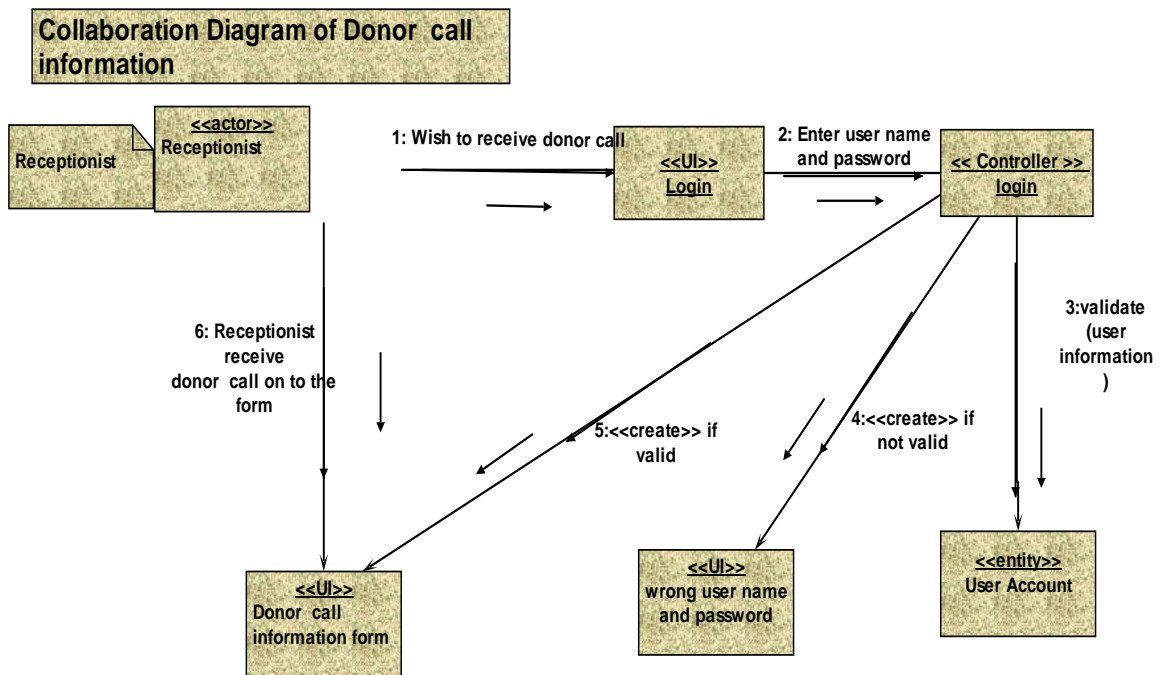 Collaboration Diagram of Donor call
information
Receptionist
<<actor>>
Receptionist
1: Wish to receive donor call
<<UI>>
Login
2: Enter user name
and password
<< Controller >>
login
3:validate
(user
information
)
6: Receptionist
receive
donor call on to the
form
5:<<create>> if
valid
4:<<create>> if
not valid
<<UI>>
Donor call
information form
<<UI>>
wrong user name
and password
<<entity>>
User Account